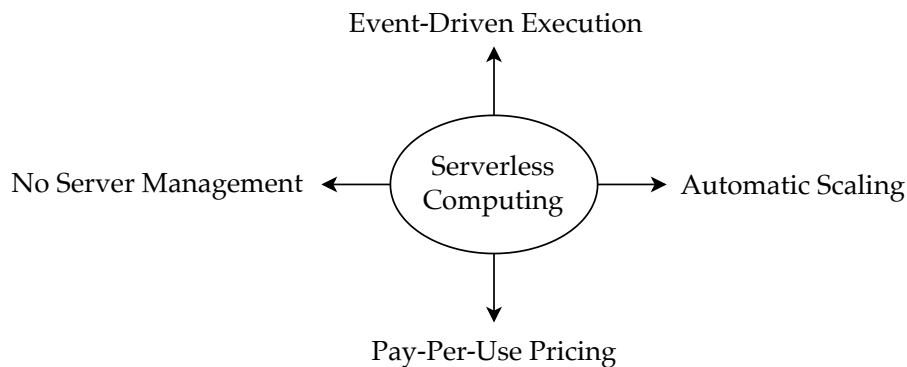 Event-Driven Execution
No Server Management
Serverless
Computing
Automatic Scaling
Pay-Per-Use Pricing